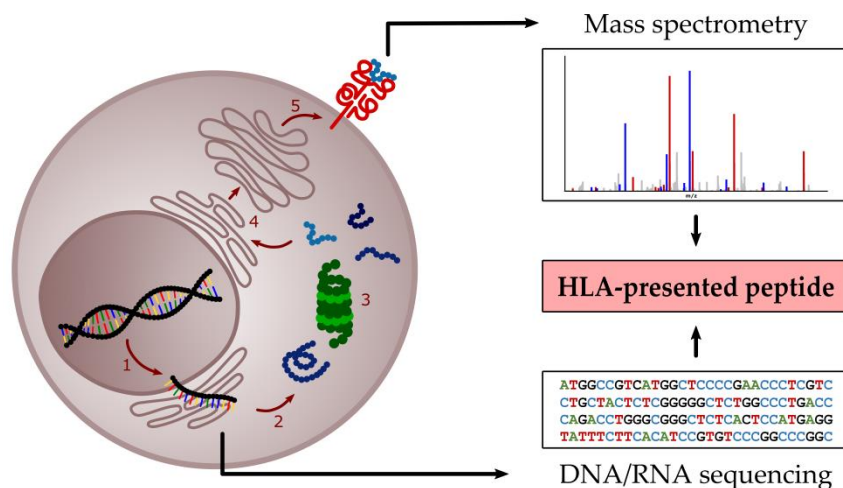 Mass spectrometry
5
m/z
4
HLA-presented peptide
3
1
ATGGCCGTCATGGCTCCCCGAACCCTCGTC
CTGCTACTCTCGGGGGCTCTGGCCCTGACC
CAGACCTGGGCGGGCTCTCACTCCATGAGG
TATTTCTTCACATCCGTGTCCCGGCCCGGC
2
DNA/RNA sequencing